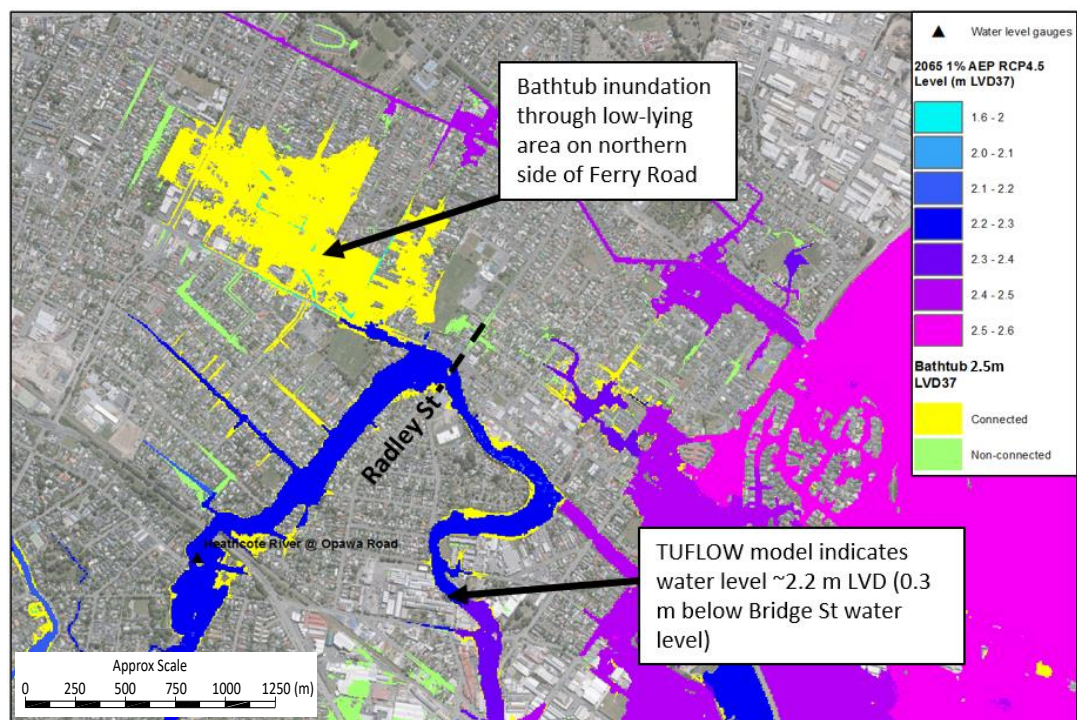 Bathtub inundation
through low-lying
area on northern
side of Ferry Road
Water level gauges
2065 1% AEP RCP4.5
Level (m LVD37)
1.6 - 2
2.0 - 2.1
2.1 - 2.2
2.2 - 2.3
2.3 - 2.4
2.4 - 2.5
2.5 - 2.6
Bathtub 2.5m
LVD37
Connected
Non-connected
Radley St
Heathcote River @ Opawa Road
TUFLOW model indicates
water level ~2.2 m LVD (0.3
m below Bridge St water
level)
Approx Scale
0 250 500 750 1000 1250 (m)